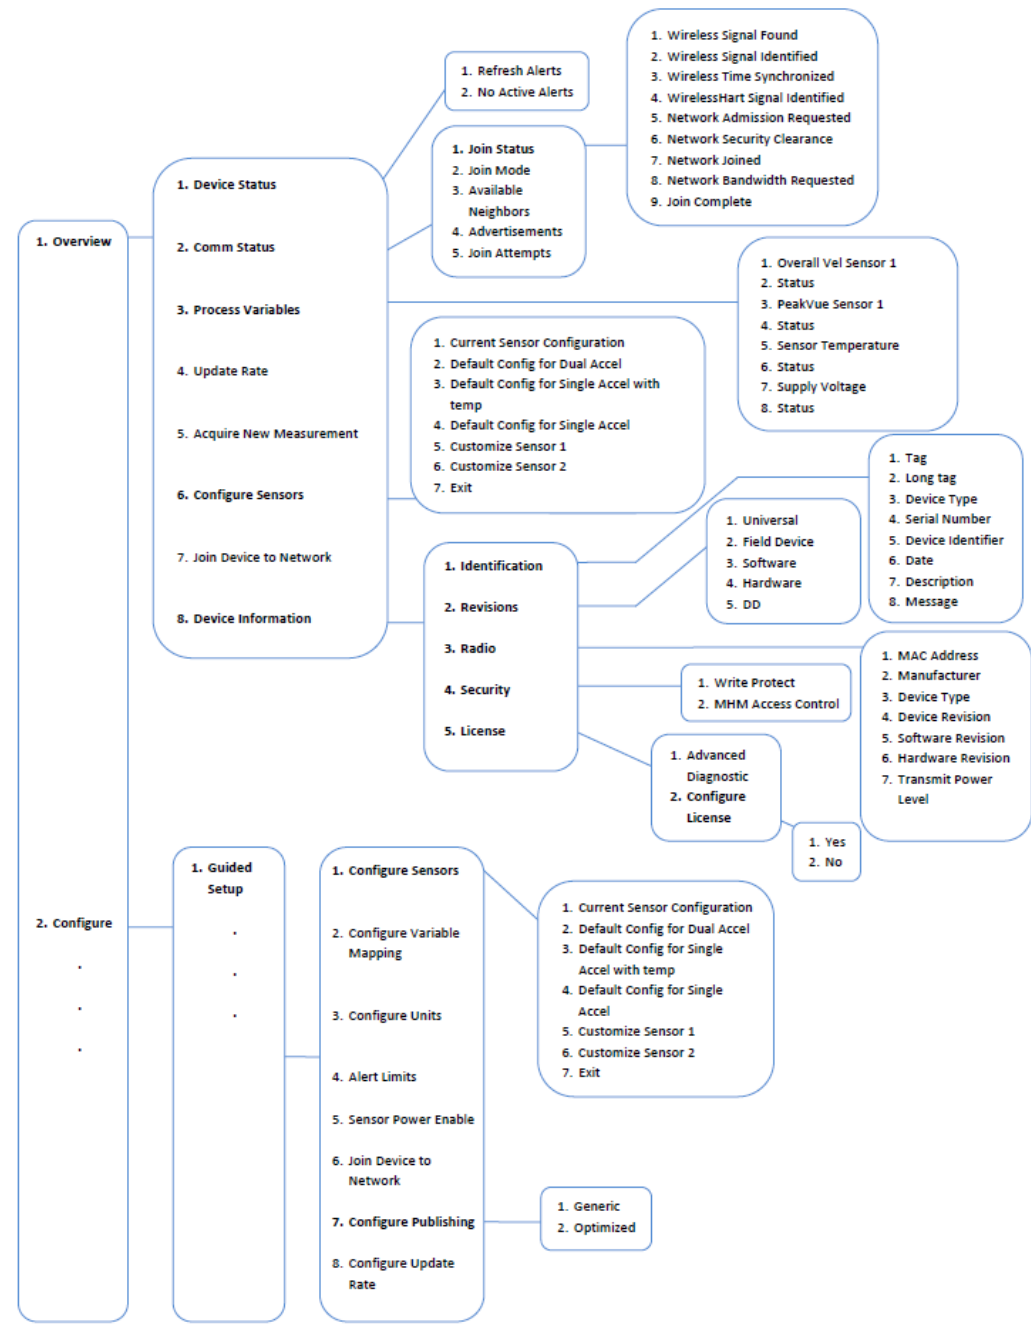 1. Overview
2. Configure
.
.
.
1. Device Status
2. Comm Status
3. Process Variables
4. Update Rate
5. Acquire New Measurement
6. Configure Sensors
7. Join Device to Network
8. Device Information
1. Refresh Alerts
2. No Active Alerts
1. Join Status
2. Join Mode
3. Available
Neighbors
4. Advertisements
5. Join Attempts
1. Wireless Signal Found
2. Wireless Signal Identified
3. Wireless Time Synchronized
4. WirelessHart Signal Identified
5. Network Admission Requested
6. Network Security Clearance
7. Network Joined
8. Network Bandwidth Requested
9. Join Complete
1. Overall Vel Sensor 1
2. Status
3. PeakVue Sensor 1
4. Status
5. Sensor Temperature
6. Status
7. Supply Voltage
8. Status
1. Current Sensor Configuration
2. Default Config for Dual Accel
3. Default Config for Single Accel with
temp
4. Default Config for Single Accel
5. Customize Sensor 1
6. Customize Sensor 2
7. Exit
1. Identification
2. Revisions
3. Radio
4. Security
5. License
1. Tag
2. Long tag
3. Device Type
4. Serial Number
5. Device Identifier
6. Date
7. Description
8. Message
1. Universal
2. Field Device
3. Software
4. Hardware
5. DD
1. MAC Address
2. Manufacturer
3. Device Type
4. Device Revision
5. Software Revision
6. Hardware Revision
7. Transmit Power
Level
1. Write Protect
2. MHM Access Control
1. Advanced
Diagnostic
2. Configure
License
1. Yes
2. No
1. Guided
Setup
.
.
.
1. Configure Sensors
2. Configure Variable
Mapping
3. Configure Units
4. Alert Limits
5. Sensor Power Enable
6. Join Device to
Network
7. Configure Publishing
8. Configure Update
Rate
1. Current Sensor Configuration
2. Default Config for Dual Accel
3. Default Config for Single
Accel with temp
4. Default Config for Single
Accel
5. Customize Sensor 1
6. Customize Sensor 2
7. Exit
1. Generic
2. Optimized